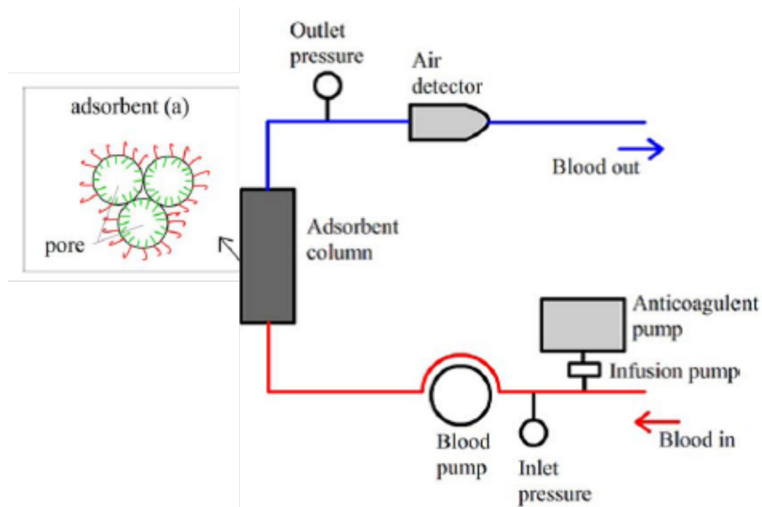 Outlet
pressure
Air
detector
adsorbent (a)
Blood out
pore
Adsorbent
column
Anticoagulent
pump
Infusion pump
Blood
pump
Inlet
pressure
Blood in